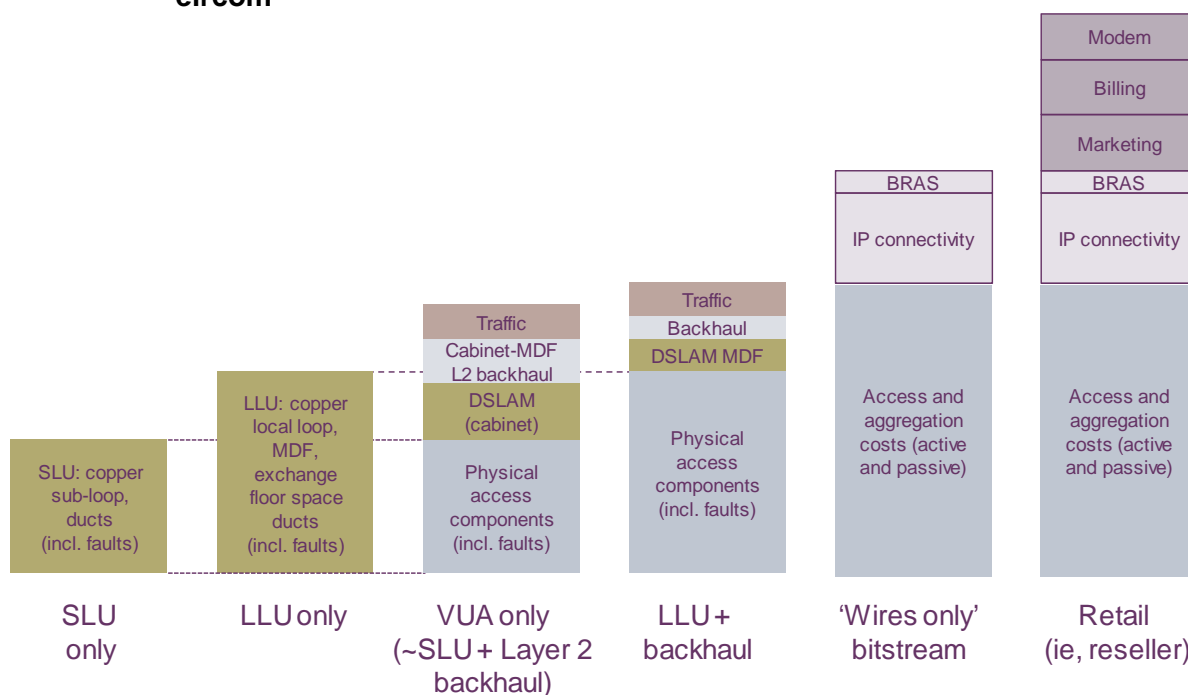 eircom
SLU: copper
sub-loop,
ducts
(incl. faults)
SLU
only
LLU: copper
local loop,
MDF,
exchange
floor space
ducts
(incl. faults)
LLU only
Traffic
Cabinet-MDF
L2 backhaul
DSLAM
(cabinet)
Physical
access
components
(incl. faults)
VUA only
(~SLU + Layer 2
backhaul)
Traffic
Backhaul
DSLAM MDF
Physical
access
components
(incl. faults)
LLU +
backhaul
BRAS
IP connectivity
Access and
aggregation
costs (active
and passive)
‘Wires only’
bitstream
Modem
Billing
Marketing
BRAS
IP connectivity
Access and
aggregation
costs (active
and passive)
Retail
(ie, reseller)